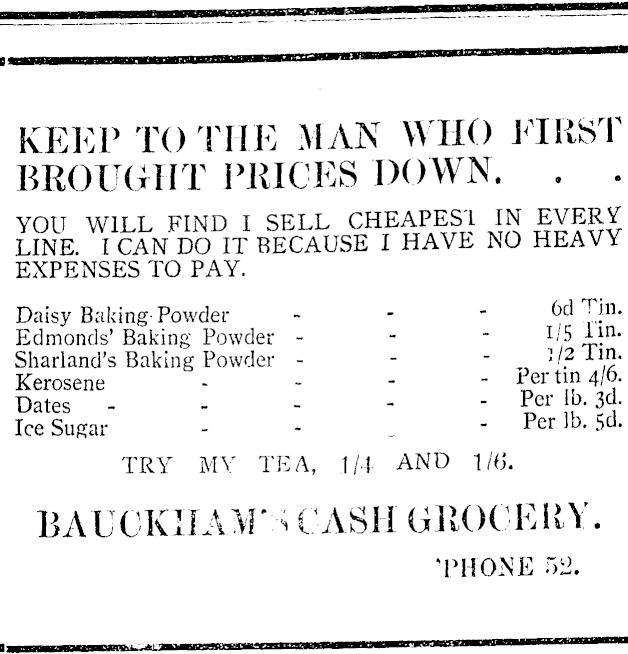 KEEP TO THE MAN WHO FIRST
BROUGHT PRICES DOWN. . .
YOU WILL FIND I SELL CHEAPEST IN EVERY
LINE. I CAN DO IT BECAUSE I HAVE NO HEAVY
EXPENSES TO PAY.
Daisy Baking Powder - - - 6d Tin.
Edmonds' Baking Powder - - - 1/5 Tin.
Sharland's Baking Powder - - - 1/2 Tin.
Kerosene - - - - Per tin 4/6.
Dates - - - - - Per lb. 3d.
Ice Sugar - - - - Per lb. 5d.
TRY MY TEA, 1/4 AND 1/6.
BAUCKHAM'S CASH GROCERY.
'PHONE 52.